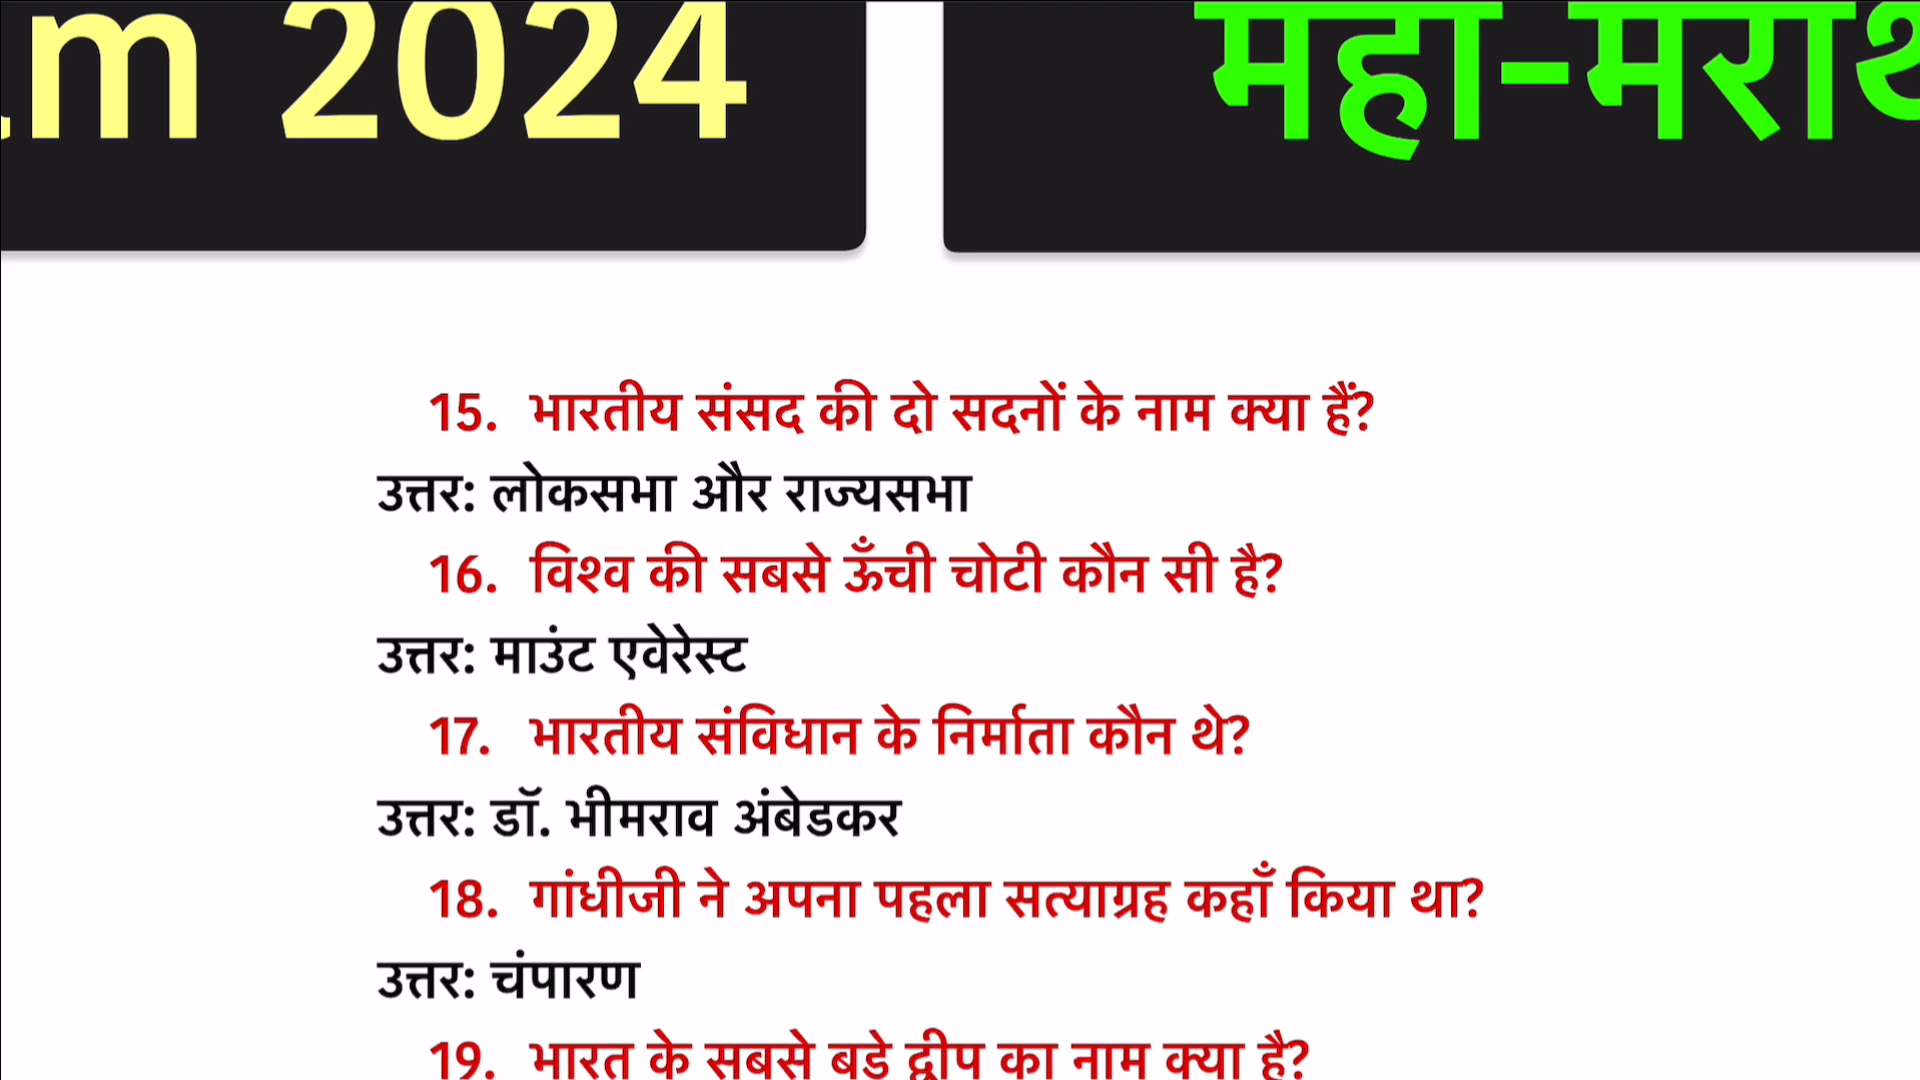 m 2024
महा-मराथ
15. भारतीय संसद की दो सदनों के नाम क्या हैं?
उत्तर: लोकसभा और राज्यसभा
16. विश्व की सबसे ऊँची चोटी कौन सी है?
उत्तर: माउंट एवेरेस्ट
17. भारतीय संविधान के निर्माता कौन थे?
उत्तर: डॉ. भीमराव अंबेडकर
18. गांधीजी ने अपना पहला सत्याग्रह कहाँ किया था?
उत्तर: चंपारण
19. भारत के सबसे बडे द्वीप का नाम क्या है?